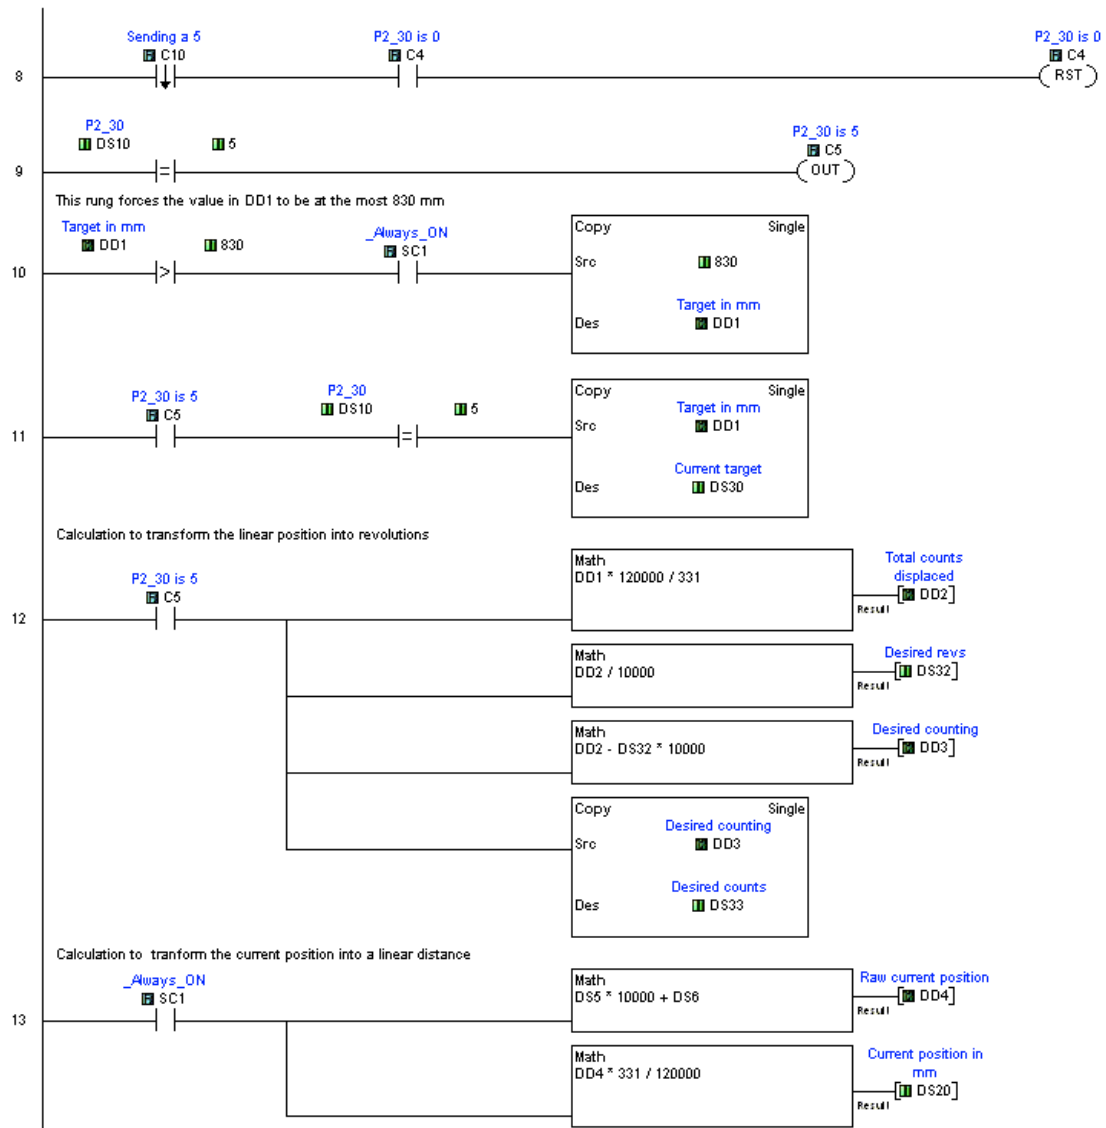 Sending a 5
P2_30 is 0
P2_30 is 0
C10
C4
C4
8
RST
P2_30
P2_30 is 5
DS10
5
C5
9
=
OUT
This rung forces the value in DD1 to be at the most 830 mm
Target in mm
_Always_ON
Copy
Single
DD1
830
SC1
Src
830
10
>
Target in mm
Des
DD1
P2_30 is 5
P2_30
Copy
Single
C5
DS10
5
Target in mm
Src
DD1
11
=
Current target
Des
DS30
Calculation to transform the linear position into revolutions
P2_30 is 5
Math
Total counts
C5
DD1 * 120000 / 331
displaced
DD2
12
Result
Math
Desired revs
DD2 / 10000
DS32
Result
Math
Desired counting
DD2 - DS32 * 10000
DD3
Result
Copy
Single
Desired counting
Src
DD3
Desired counts
Des
DS33
Calculation to  tranform the current position into a linear distance
_Always_ON
Math
Raw current position
SC1
DS5 * 10000 + DS6
DD4
13
Result
Math
Current position in
DD4 * 331 / 120000
mm
DS20
Result